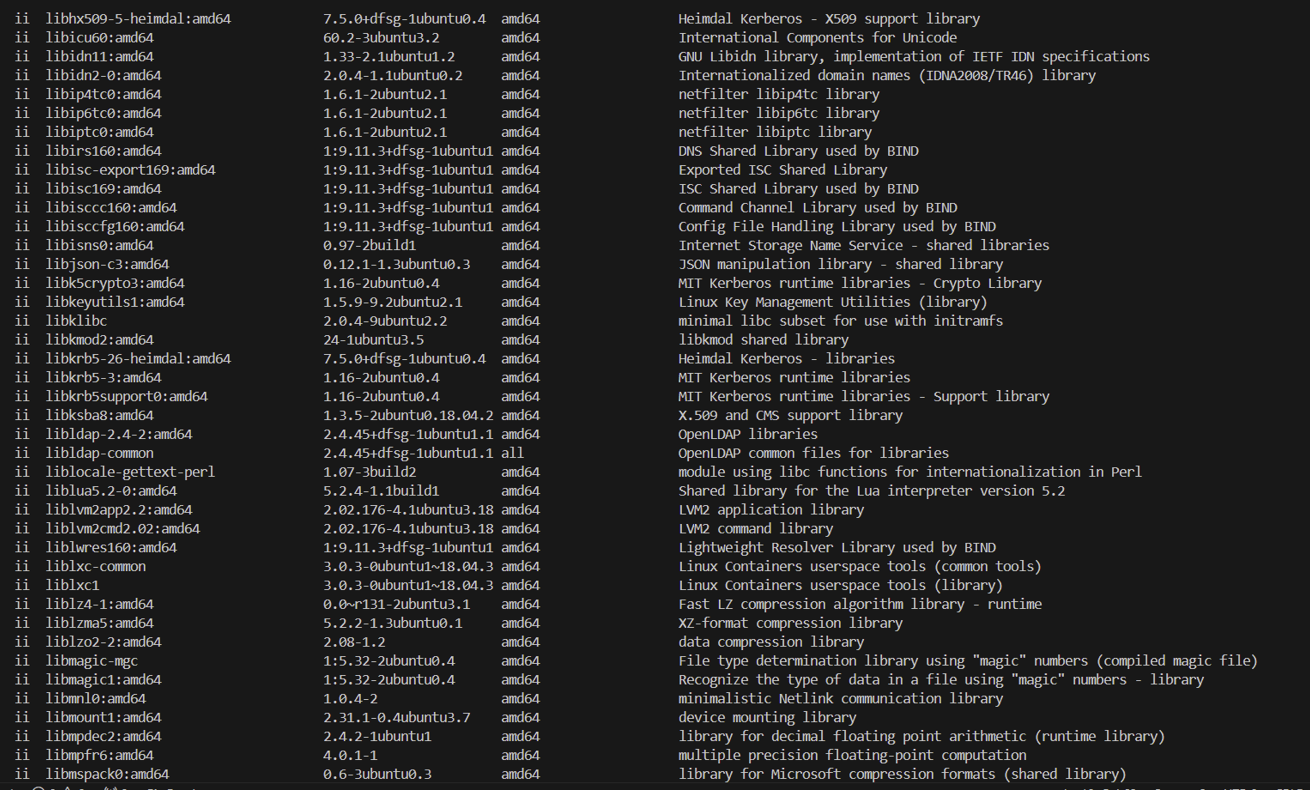 ii  libhx509-5-heimdal:amd64  7.5.0+dfsg-1ubuntu0.4  amd64  Heimdal Kerberos - X509 support library
ii  libicu60:amd64  60.2-3ubuntu3.2  amd64  International Components for Unicode
ii  libidn11:amd64  1.33-2.1ubuntu1.2  amd64  GNU Libidn library, implementation of IETF IDN specifications
ii  libidn2-0:amd64  2.0.4-1.1ubuntu0.2  amd64  Internationalized domain names (IDNA2008/TR46) library
ii  libip4tc0:amd64  1.6.1-2ubuntu2.1  amd64  netfilter libip4tc library
ii  libip6tc0:amd64  1.6.1-2ubuntu2.1  amd64  netfilter libip6tc library
ii  libiptc0:amd64  1.6.1-2ubuntu2.1  amd64  netfilter libiptc library
ii  libirs160:amd64  1:9.11.3+dfsg-1ubuntu1  amd64  DNS Shared Library used by BIND
ii  libisc-export169:amd64  1:9.11.3+dfsg-1ubuntu1  amd64  Exported ISC Shared Library
ii  libisc169:amd64  1:9.11.3+dfsg-1ubuntu1  amd64  ISC Shared Library used by BIND
ii  libisccc160:amd64  1:9.11.3+dfsg-1ubuntu1  amd64  Command Channel Library used by BIND
ii  libisccfg160:amd64  1:9.11.3+dfsg-1ubuntu1  amd64  Config File Handling Library used by BIND
ii  libisns0:amd64  0.97-2build1  amd64  Internet Storage Name Service - shared libraries
ii  libjson-c3:amd64  0.12.1-1.3ubuntu0.3  amd64  JSON manipulation library - shared library
ii  libk5crypto3:amd64  1.16-2ubuntu0.4  amd64  MIT Kerberos runtime libraries - Crypto Library
ii  libkeyutils1:amd64  1.5.9-9.2ubuntu2.1  amd64  Linux Key Management Utilities (library)
ii  libklibc  2.0.4-9ubuntu2.2  amd64  minimal libc subset for use with initramfs
ii  libkmod2:amd64  24-1ubuntu3.5  amd64  libkmod shared library
ii  libkrb5-26-heimdal:amd64  7.5.0+dfsg-1ubuntu0.4  amd64  Heimdal Kerberos - libraries
ii  libkrb5-3:amd64  1.16-2ubuntu0.4  amd64  MIT Kerberos runtime libraries
ii  libkrb5support0:amd64  1.16-2ubuntu0.4  amd64  MIT Kerberos runtime libraries - Support library
ii  libksba8:amd64  1.3.5-2ubuntu0.18.04.2  amd64  X.509 and CMS support library
ii  libldap-2.4-2:amd64  2.4.45+dfsg-1ubuntu1.1  amd64  OpenLDAP libraries
ii  libldap-common  2.4.45+dfsg-1ubuntu1.1  all  OpenLDAP common files for libraries
ii  liblocale-gettext-perl  1.07-3build2  amd64  module using libc functions for internationalization in Perl
ii  liblua5.2-0:amd64  5.2.4-1.1build1  amd64  Shared library for the Lua interpreter version 5.2
ii  liblvm2app2.2:amd64  2.02.176-4.1ubuntu3.18  amd64  LVM2 application library
ii  liblvm2cmd2.02:amd64  2.02.176-4.1ubuntu3.18  amd64  LVM2 command library
ii  liblwres160:amd64  1:9.11.3+dfsg-1ubuntu1  amd64  Lightweight Resolver Library used by BIND
ii  liblxc-common  3.0.3-0ubuntu1~18.04.3  amd64  Linux Containers userspace tools (common tools)
ii  liblxc1  3.0.3-0ubuntu1~18.04.3  amd64  Linux Containers userspace tools (library)
ii  liblz4-1:amd64  0.0~r131-2ubuntu3.1  amd64  Fast LZ compression algorithm library - runtime
ii  liblzma5:amd64  5.2.2-1.3ubuntu0.1  amd64  XZ-format compression library
ii  liblzo2-2:amd64  2.08-1.2  amd64  data compression library
ii  libmagic-mgc  1:5.32-2ubuntu0.4  amd64  File type determination library using "magic" numbers (compiled magic file)
ii  libmagic1:amd64  1:5.32-2ubuntu0.4  amd64  Recognize the type of data in a file using "magic" numbers - library
ii  libmnl0:amd64  1.0.4-2  amd64  minimalistic Netlink communication library
ii  libmount1:amd64  2.31.1-0.4ubuntu3.7  amd64  device mounting library
ii  libmpdec2:amd64  2.4.2-1ubuntu1  amd64  library for decimal floating point arithmetic (runtime library)
ii  libmpfr6:amd64  4.0.1-1  amd64  multiple precision floating-point computation
ii  libmspack0:amd64  0.6-3ubuntu0.3  amd64  library for Microsoft compression formats (shared library)